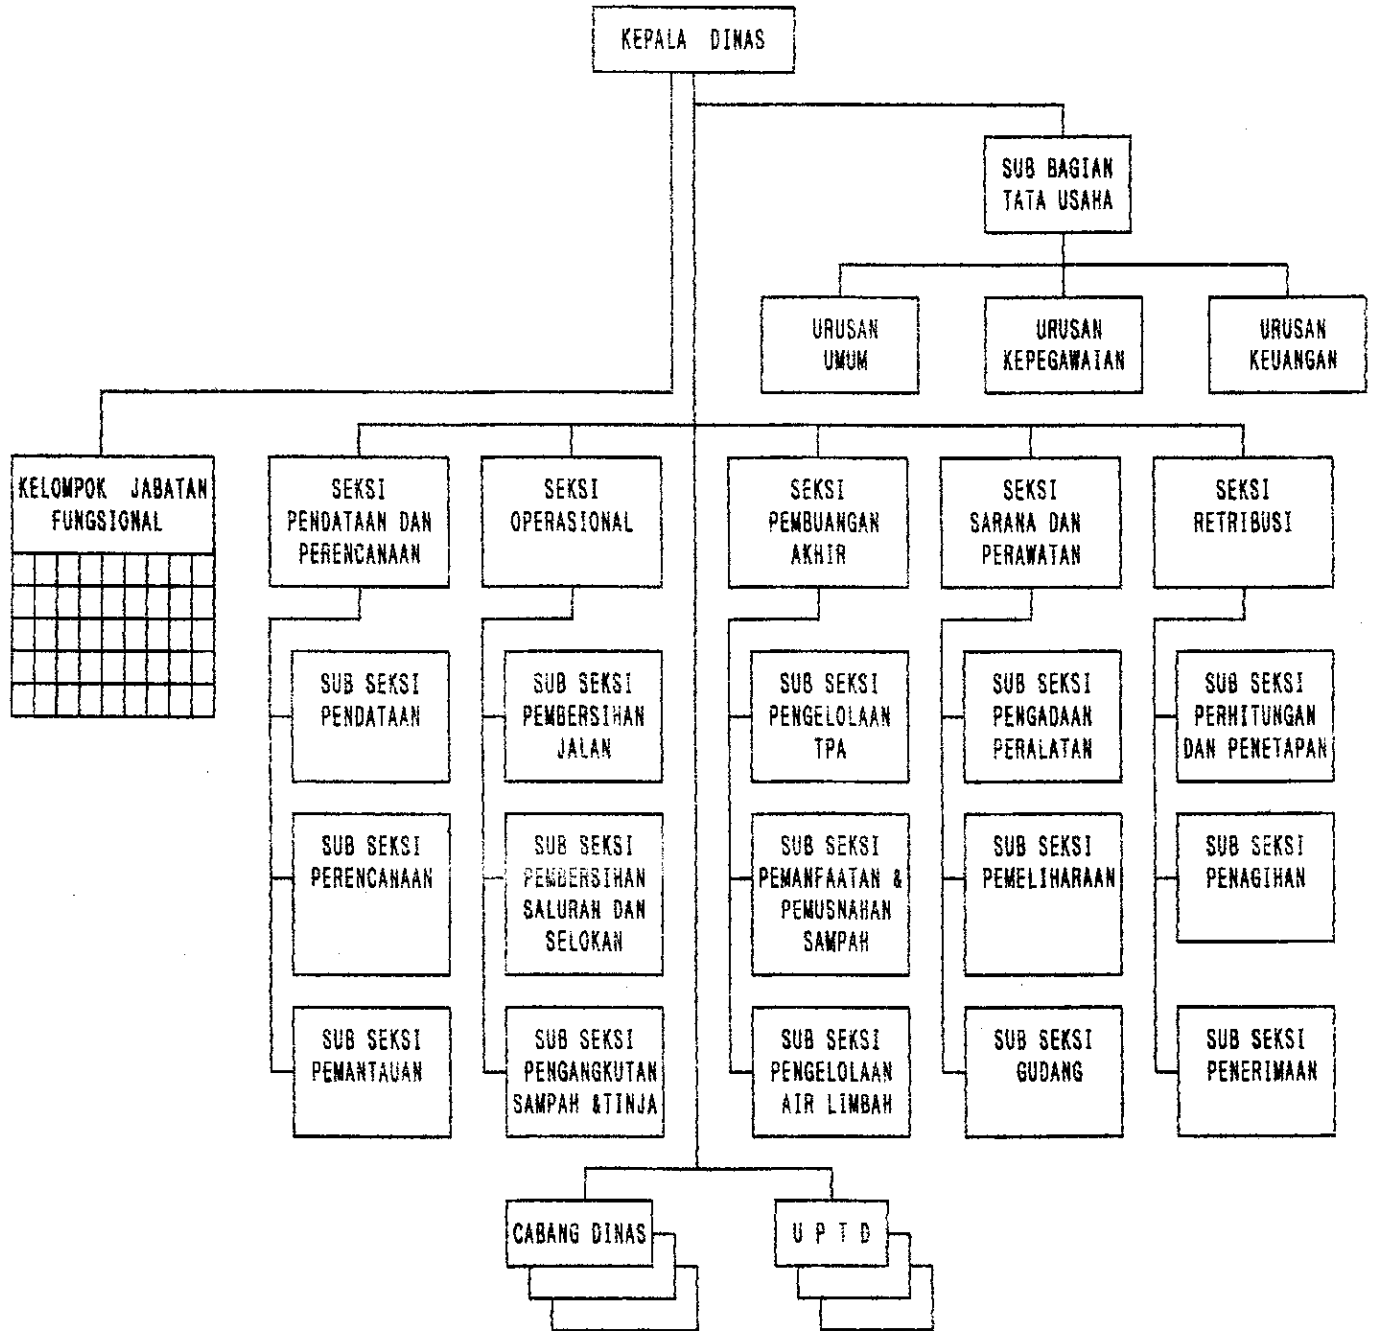 KEPALA DINAS
SUB BAGIAN
TATA USAHA
URUSAN
UMUM
URUSAN
KEPEGAWAIAN
URUSAN
KEUANGAN
KELOMPOK JABATAN
FUNGSIONAL
SEKSI
PENDATAAN DAN
PERENCANAAN
SEKSI
OPERASIONAL
SEKSI
PEMBUANGAN
AKHIR
SEKSI
SARANA DAN
PERAWATAN
SEKSI
RETRIBUSI
SUB SEKSI
PENDATAAN
SUB SEKSI
PEMBERSIHAN
JALAN
SUB SEKSI
PENGELOLAAN
TPA
SUB SEKSI
PENGADAAN
PERALATAN
SUB SEKSI
PERHITUNGAN
DAN PENETAPAN
SUB SEKSI
PERENCANAAN
SUB SEKSI
PEMBERSIHAN
SALURAN DAN
SELOKAN
SUB SEKSI
PEMANFAATAN &
PEMUSNAHAN
SAMPAH
SUB SEKSI
PEMELIHARAAN
SUB SEKSI
PENAGIHAN
SUB SEKSI
PEMANTAUAN
SUB SEKSI
PENGANGKUTAN
SAMPAH &TINJA
SUB SEKSI
PENGELOLAAN
AIR LIMBAH
SUB SEKSI
GUDANG
SUB SEKSI
PENERIMAAN
CABANG DINAS
U P T D